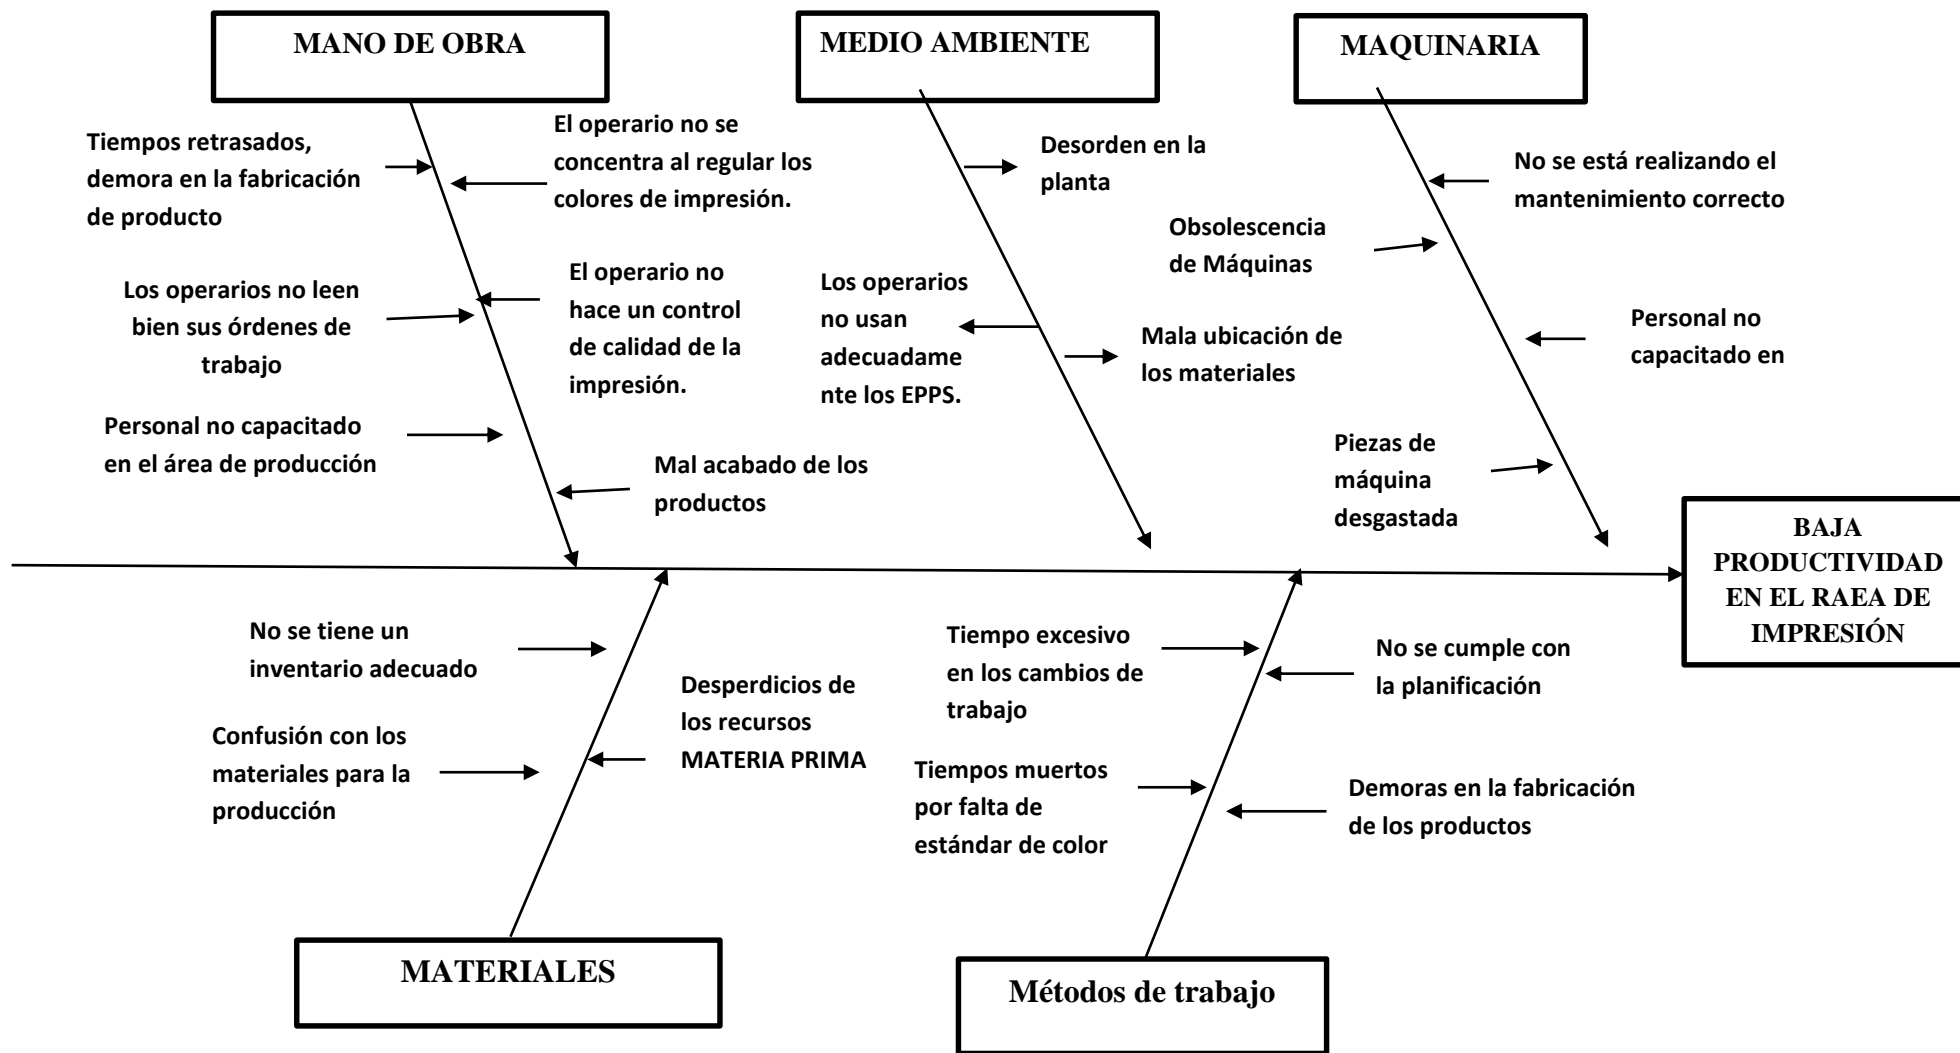 MANO DE OBRA
MEDIO AMBIENTE
MAQUINARIA
Tiempos retrasados,
demora en la fabricación
de producto
El operario no se
concentra al regular los
colores de impresión.
Los operarios no leen
bien sus órdenes de
trabajo
El operario no
hace un control
de calidad de la
impresión.
Personal no capacitado
en el área de producción
Mal acabado de los
productos
Desorden en la
planta
Los operarios
no usan
adecuadame
nte los EPPS.
Mala ubicación de
los materiales
No se está realizando el
mantenimiento correcto
Obsolescencia
de Máquinas
Personal no
capacitado en
Piezas de
máquina
desgastada
BAJA
PRODUCTIVIDAD
EN EL RAEA DE
IMPRESIÓN
No se tiene un
inventario adecuado
Desperdicios de
los recursos
MATERIA PRIMA
Confusión con los
materiales para la
producción
Tiempo excesivo
en los cambios de
trabajo
No se cumple con
la planificación
Tiempos muertos
por falta de
estándar de color
Demoras en la fabricación
de los productos
MATERIALES
Métodos de trabajo